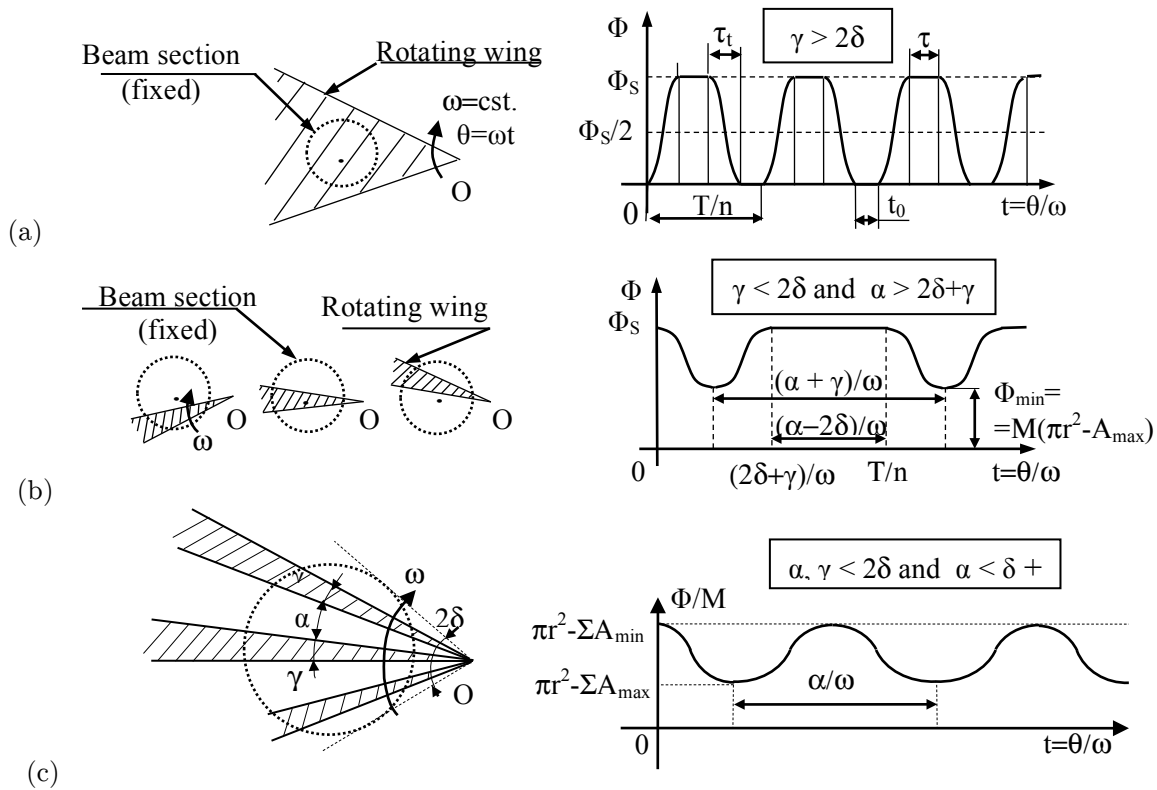 Beam section
(fixed)
Rotating wing
ω=cst.
θ=ωt
O
(a)
Φ
τt
γ > 2δ
τ
ΦS
ΦS/2
0
T/n
t0
t=θ/ω
Beam section
(fixed)
Rotating wing
O
O
O
ω
(b)
Φ
γ < 2δ and α > 2δ+γ
ΦS
(α + γ)/ω
Φmin=
=M(πr²-Amax)
(α−2δ)/ω
0
(2δ+γ)/ω
T/n
t=θ/ω
γ
ω
α
2δ
γ
O
(c)
α, γ < 2δ and α < δ +
Φ/M
πr²-ΣAmin
πr²-ΣAmax
α/ω
0
t=θ/ω